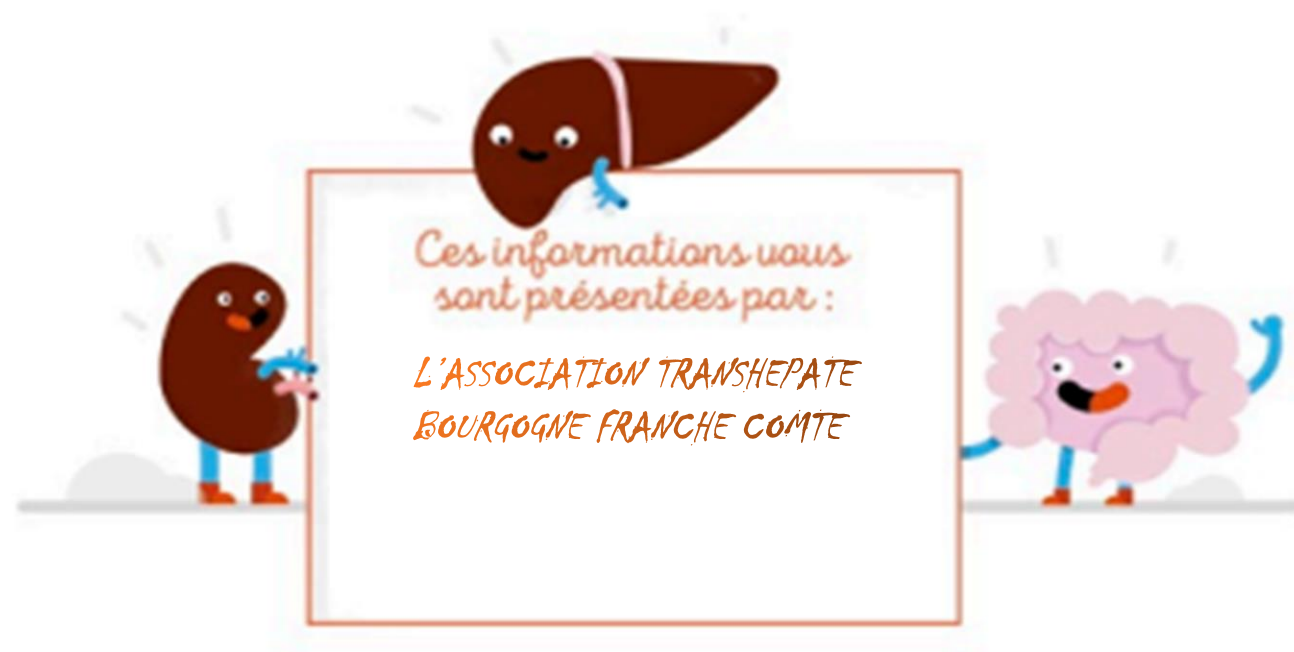 Ces informations vous
sont présentées par :
L'ASSOCIATION TRANSHEPATE
BOURGOGNE FRANCHE COMTE